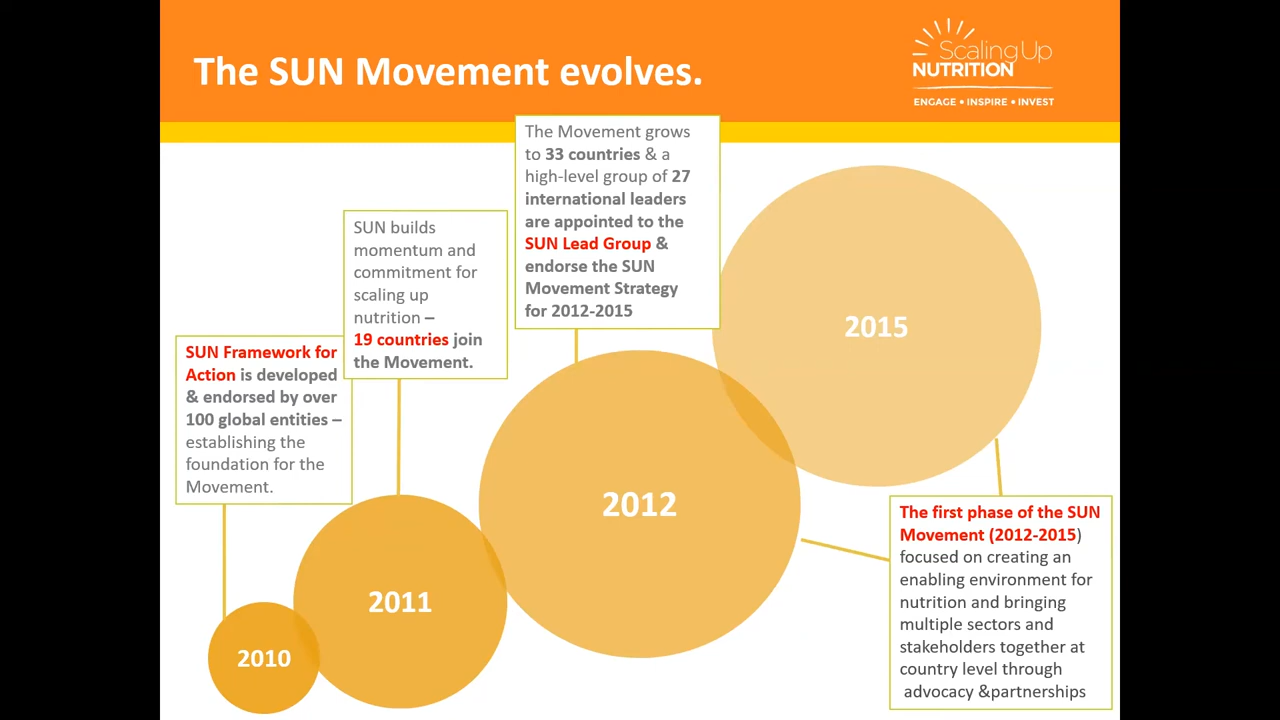 The SUN Movement evolves.
Scaling Up
NUTRITION
ENGAGE • INSPIRE • INVEST
SUN Framework for
Action is developed
& endorsed by over
100 global entities –
establishing the
foundation for the
Movement.
SUN builds
momentum and
commitment for
scaling up
nutrition –
19 countries join
the Movement.
The Movement grows
to 33 countries & a
high-level group of 27
international leaders
are appointed to the
SUN Lead Group &
endorse the SUN
Movement Strategy
for 2012-2015
The first phase of the SUN
Movement (2012-2015)
focused on creating an
enabling environment for
nutrition and bringing
multiple sectors and
stakeholders together at
country level through
advocacy &partnerships
2010
2011
2012
2015